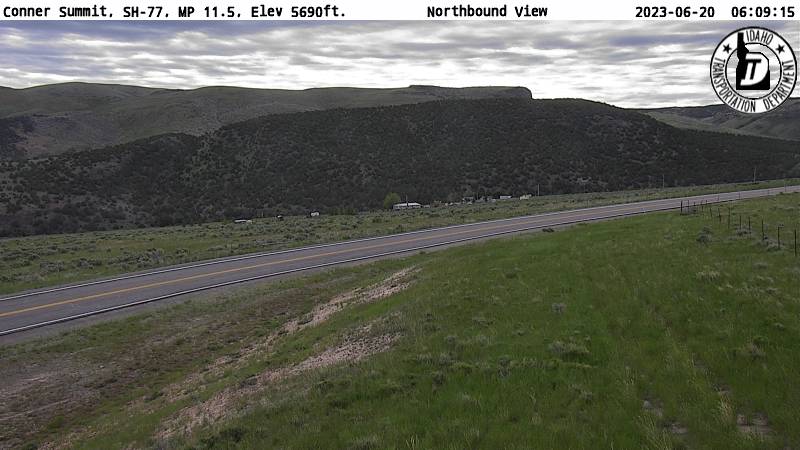 Conner Summit, SH-77, MP 11.5, Elev 5690ft. Northbound View 2023-06-20 06:09:15
IDAHO
TRANSPORTATION DEPARTMENT